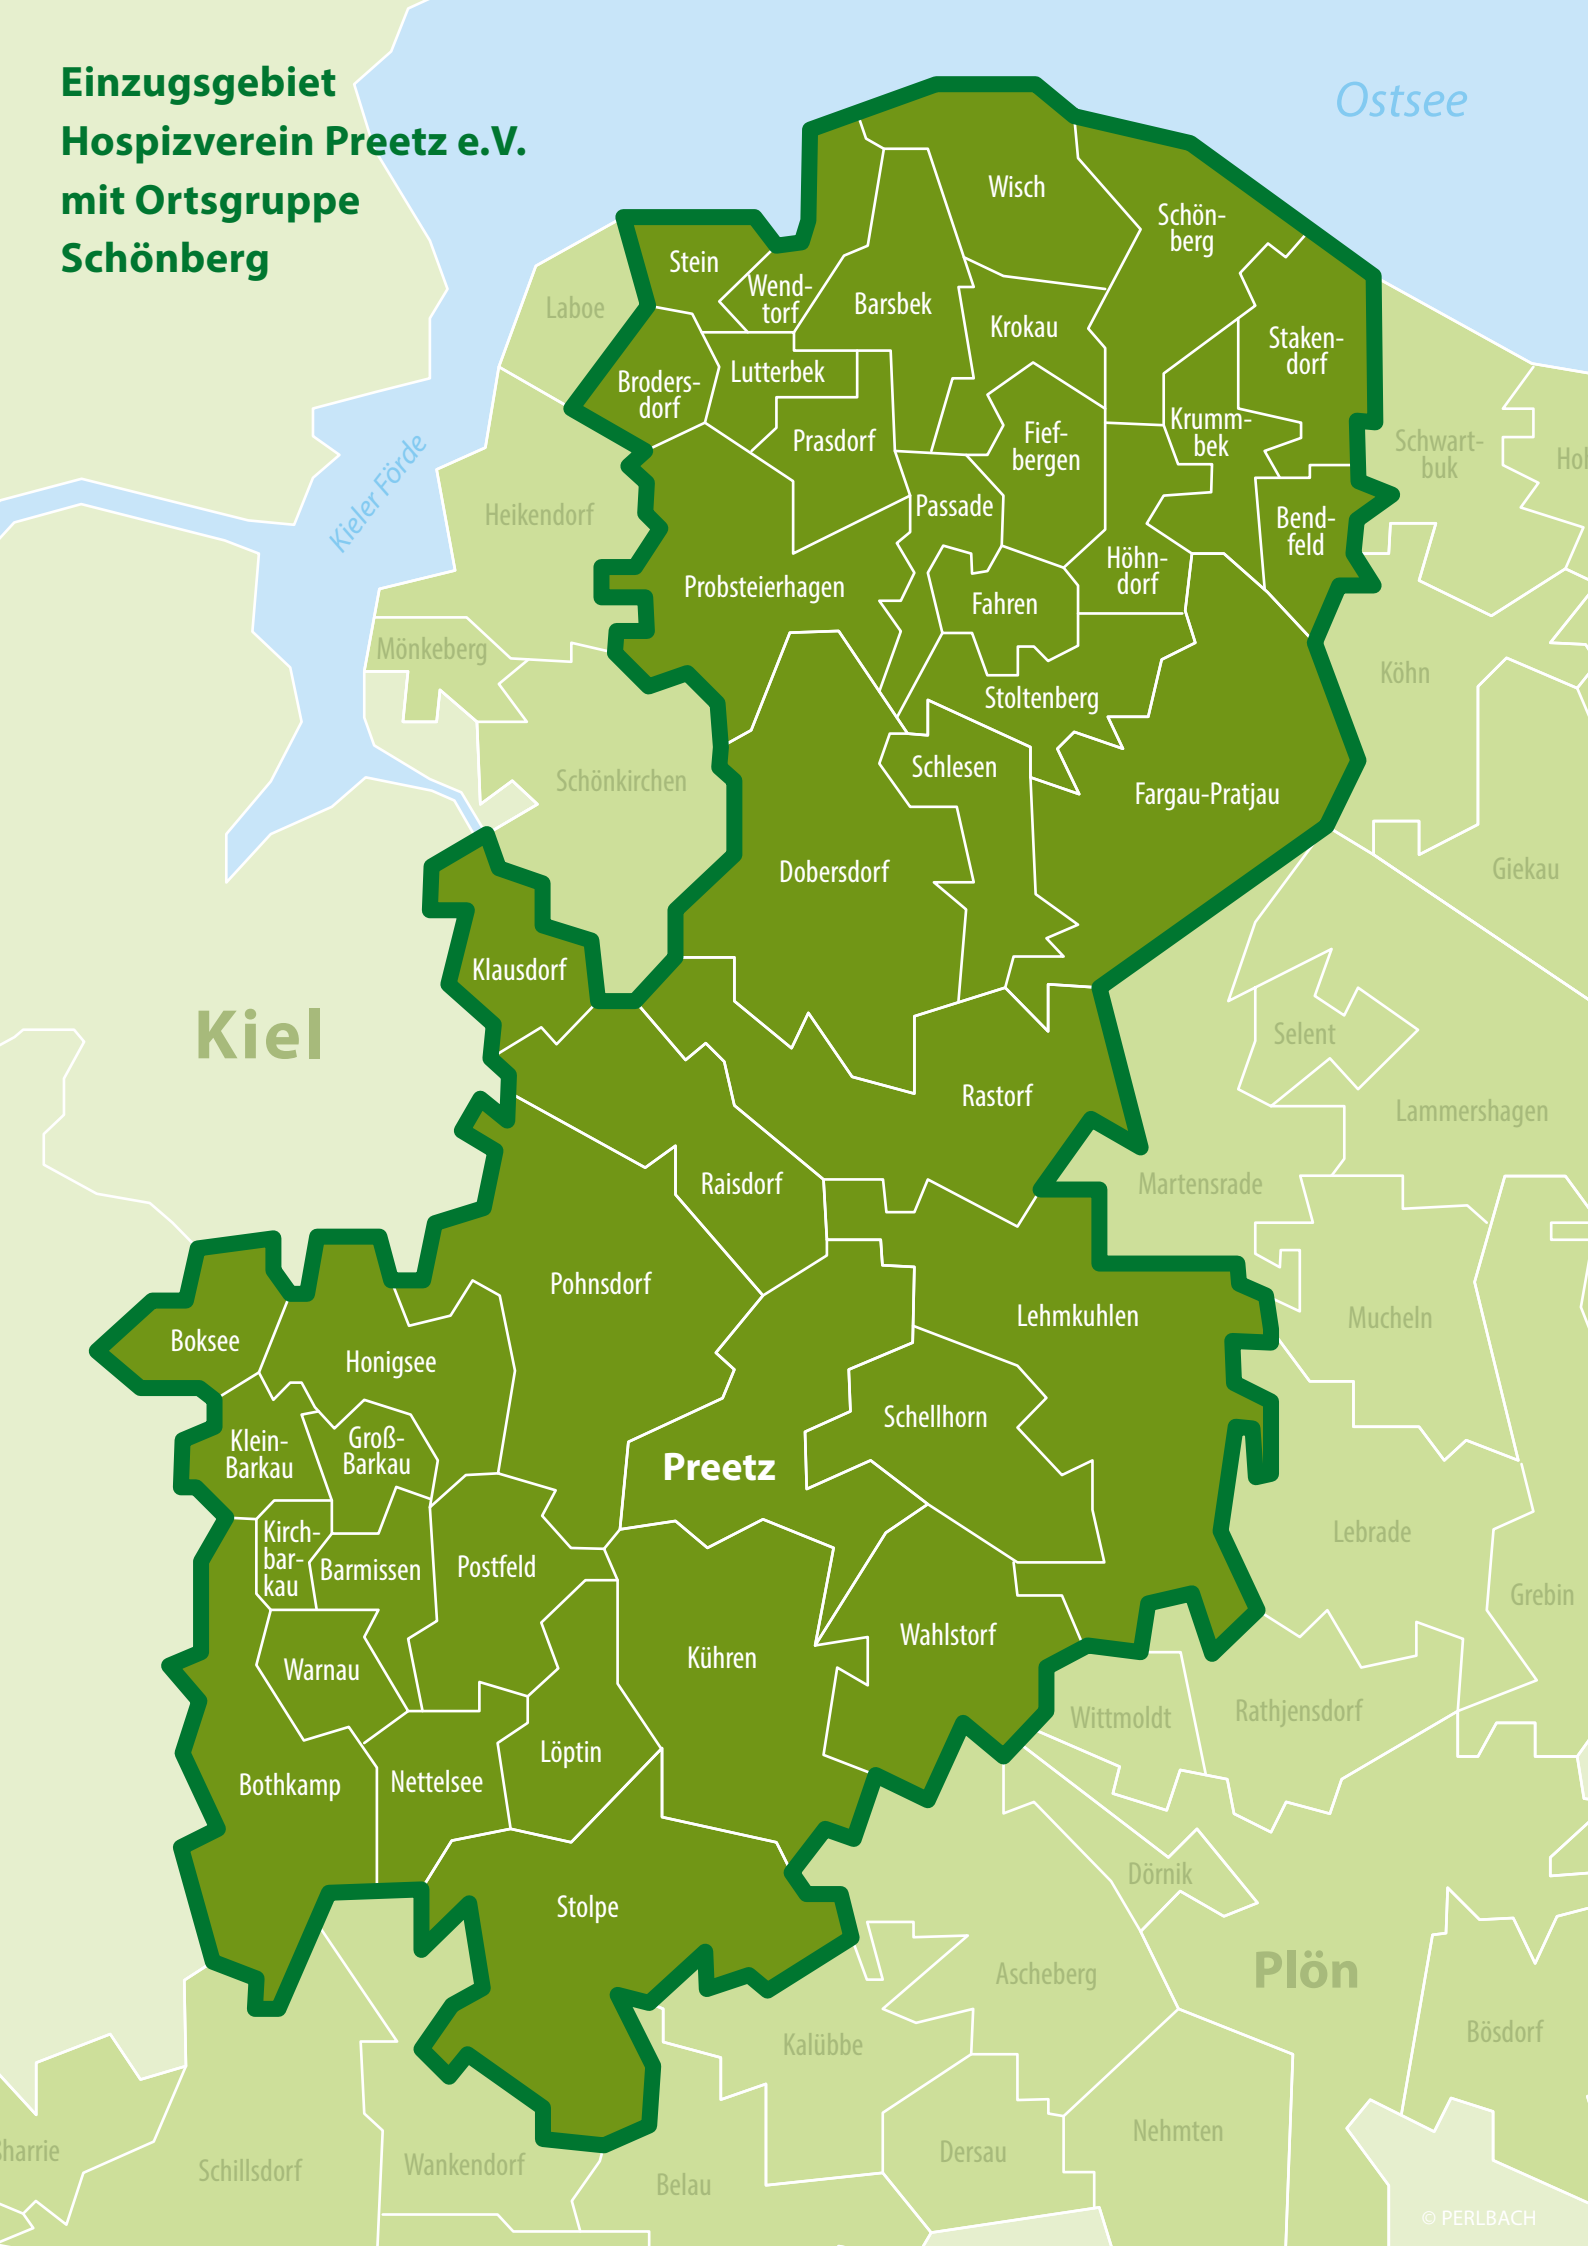 Einzugsgebiet
Hospizverein Preetz e.V.
mit Ortsgruppe
Schönberg
Ostsee
Wisch
Schön-
berg
Stein
Wend-
torf
Laboe
Barsbek
Krokau
Staken-
dorf
Lutterbek
Broders-
dorf
Prasdorf
Fief-
bergen
Krumm-
bek
Schwart-
buk
Kieler Förde
Heikendorf
Passade
Bend-
feld
Höhn-
dorf
Probsteierhagen
Fahren
Mönkeberg
Köhn
Stoltenberg
Schlesen
Schönkirchen
Fargau-Pratjau
Dobersdorf
Giekau
Klausdorf
Kiel
Selent
Rastorf
Lammershagen
Raisdorf
Martensrade
Pohnsdorf
Lehmkuhlen
Mucheln
Boksee
Honigsee
Schellhorn
Klein-
Barkau
Groß-
Barkau
Preetz
Kirch-
bar-
kau
Barmissen
Postfeld
Lebrade
Grebin
Wahlstorf
Kühren
Warnau
Wittmoldt
Rathjensdorf
Löptin
Bothkamp
Nettelsee
Dörnik
Stolpe
Ascheberg
Plön
Kalübbe
Bösdorf
Nehmten
Dersau
Schillsdorf
Wankendorf
Belau
© PERLBACH